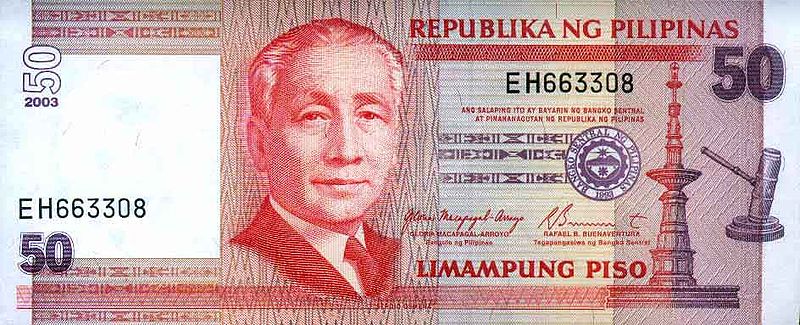 REPUBLIKA NG PILIPINAS
50
50
2003
EH663308
ANG SALAPING ITO AY BAYARIN NG BANGKO SENTRAL
AT PINANANAGUTAN NG REPUBLIKA NG PILIPINAS
BANGKO SENTRAL NG PILIPINAS
1993
EH663308
Gloria Macapagal-Arroyo
GLORIA MACAPAGAL-ARROYO
Pangulo ng Pilipinas
RAFAEL B. BUENAVENTURA
Tagapangasiwa ng Bangko Sentral
50
LIMAMPUNG PISO